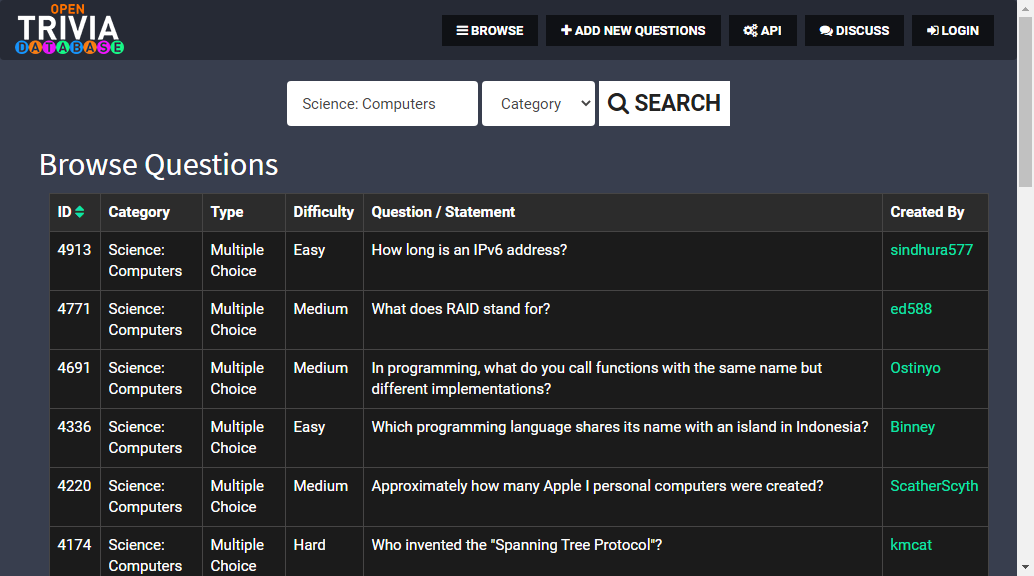 OPEN
TRIVIA
DATABASE
BROWSE
ADD NEW QUESTIONS
API
DISCUSS
LOGIN
Science: Computers
Category
SEARCH
Browse Questions
ID Category Type Difficulty Question / Statement Created By
4913 Science: Multiple Easy How long is an IPv6 address? sindhura577
Computers Choice
4771 Science: Multiple Medium What does RAID stand for? ed588
Computers Choice
4691 Science: Multiple Medium In programming, what do you call functions with the same name but Ostinyo
Computers Choice different implementations?
4336 Science: Multiple Easy Which programming language shares its name with an island in Indonesia? Binney
Computers Choice
4220 Science: Multiple Medium Approximately how many Apple I personal computers were created? ScatherScyth
Computers Choice
4174 Science: Multiple Hard Who invented the "Spanning Tree Protocol"? kmcat
Computers Choice